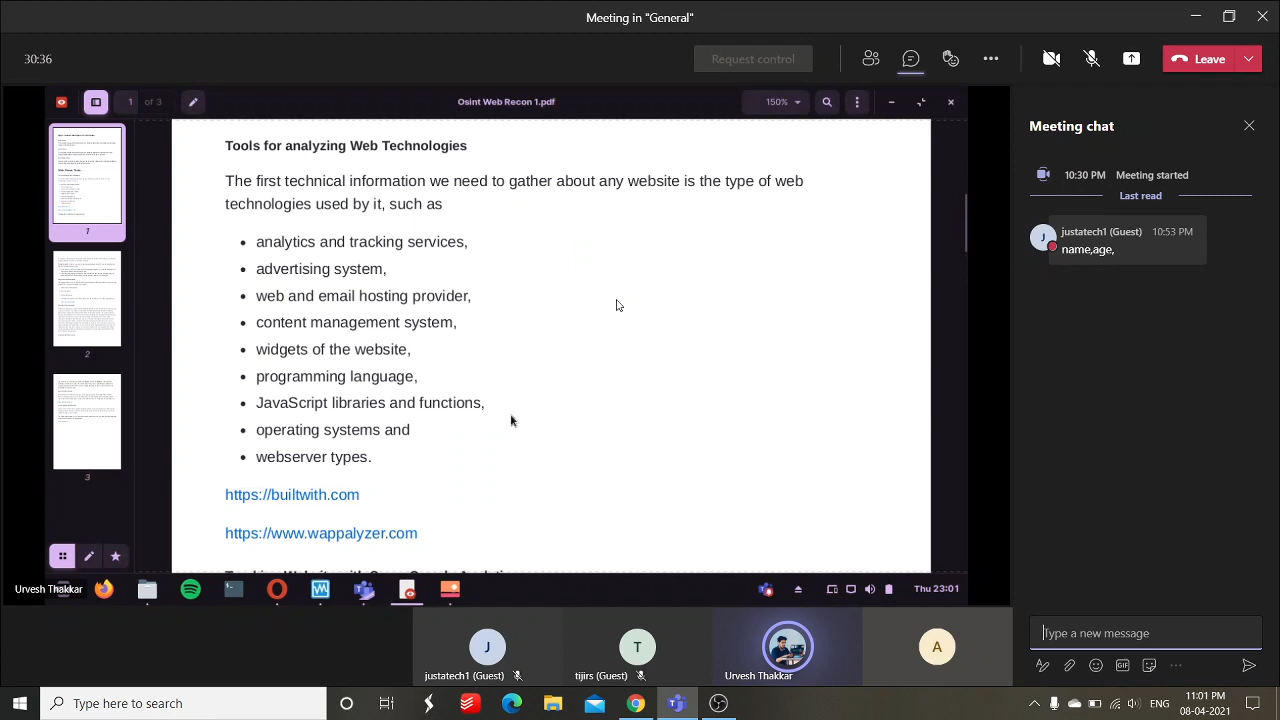 Meeting in "General"
30:36
Request control
Leave
1 of 3
Osint Web Recon 1.pdf
150%
Tools for analyzing Web Technologies
The first technical information we need to gather about any website is the type of web
technologies used by it, such as
• analytics and tracking services,
advertising system,
web and email hosting provider,
• content management system,
• widgets of the website,
• programming language,
• JavaScript libraries and functions,
• operating systems and
• webserver types.
https://builtwith.com
https://www.wappalyzer.com
1
2
3
Urvesh Thakkar
Thu 23:01
Meeting chat
10:30 PM Meeting started
Last read
J
justatech1 (Guest) 10:53 PM
name,age,
Type a new message
GIF
J
T
A
justatech1 (Guest)
tijirs (Guest)
Urvesh Thakkar
Type here to search
ENG
11:01 PM
08-04-2021